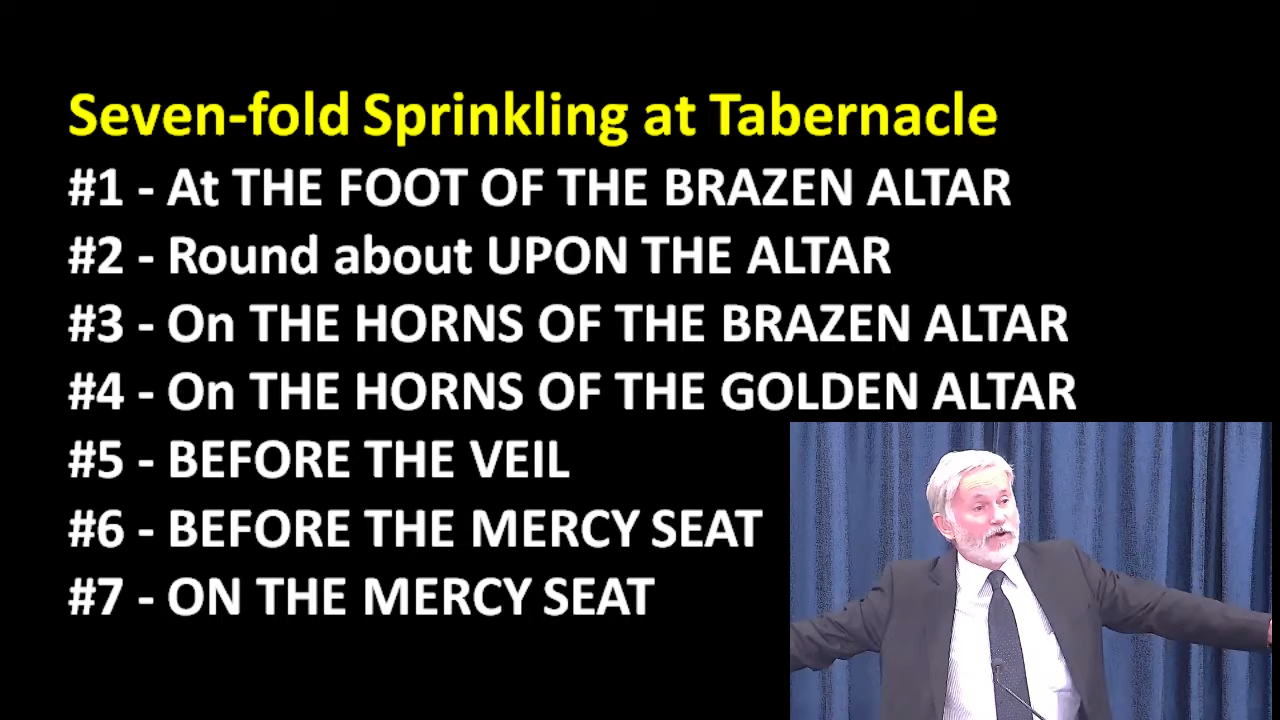 Seven-fold Sprinkling at Tabernacle
#1 - At THE FOOT OF THE BRAZEN ALTAR
#2 - Round about UPON THE ALTAR
#3 - On THE HORNS OF THE BRAZEN ALTAR
#4 - On THE HORNS OF THE GOLDEN ALTAR
#5 - BEFORE THE VEIL
#6 - BEFORE THE MERCY SEAT
#7 - ON THE MERCY SEAT